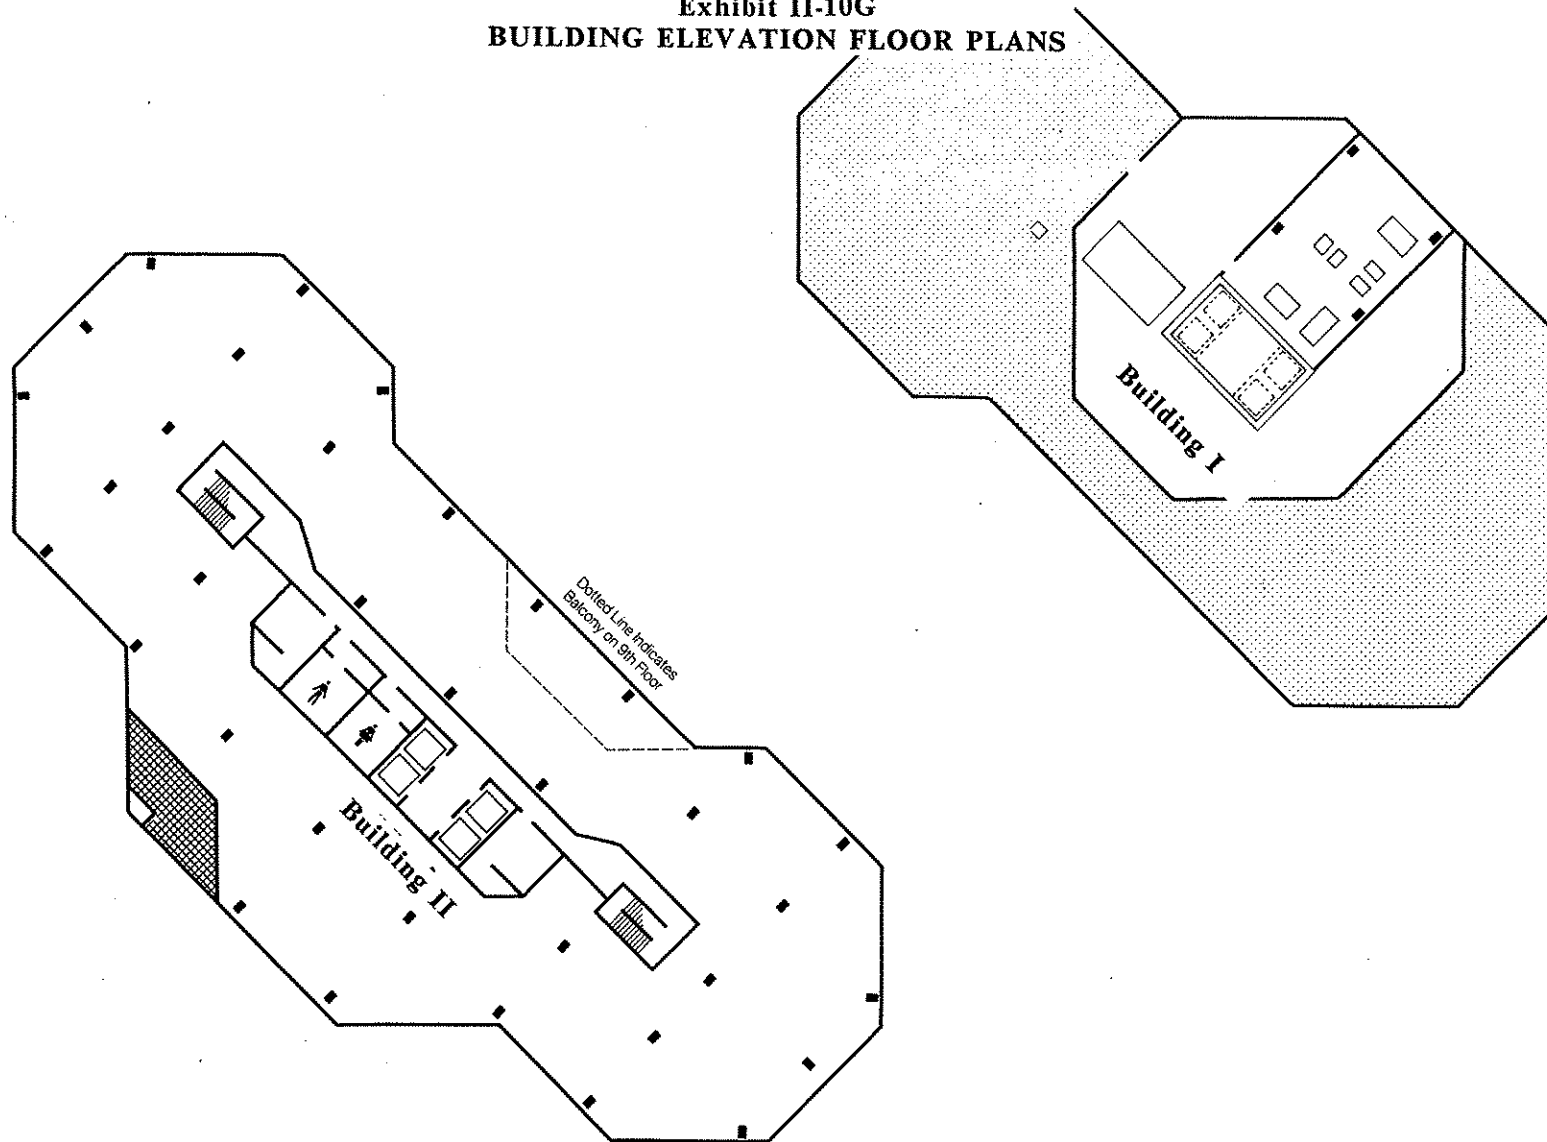 Exhibit II-10G
BUILDING ELEVATION FLOOR PLANS
Building I
Dotted Line Indicates
Balcony on 9th Floor
Building II